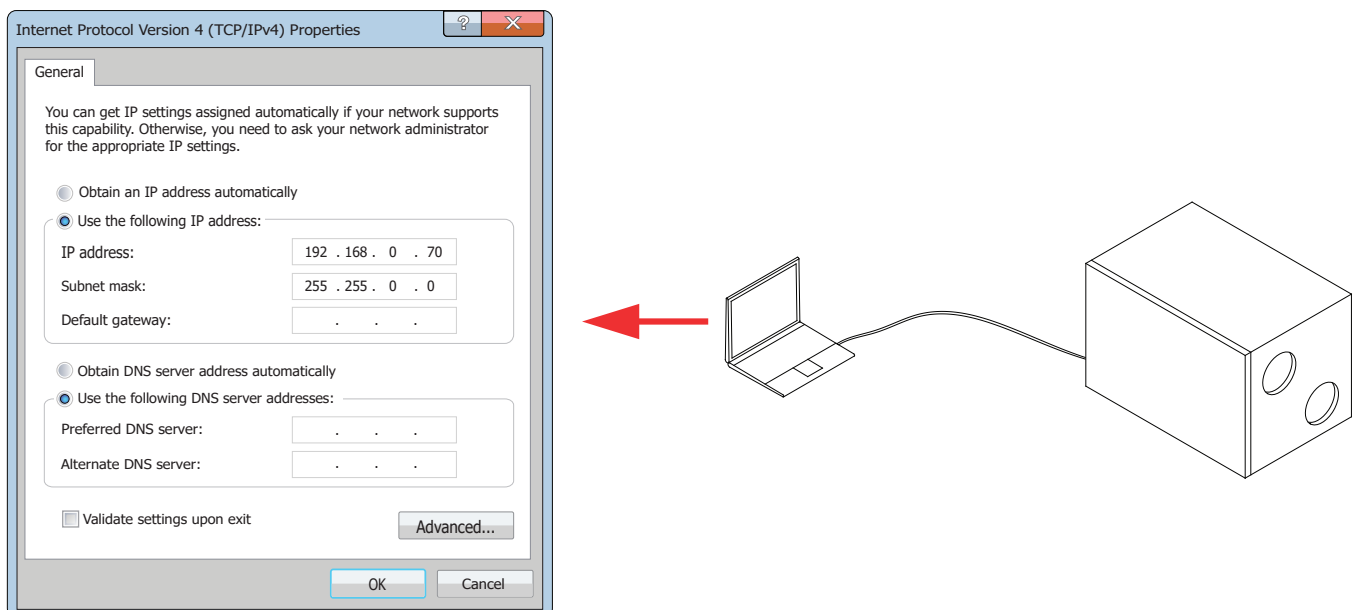 Internet Protocol Version 4 (TCP/IPv4) Properties
?
X
General
You can get IP settings assigned automatically if your network supports
this capability. Otherwise, you need to ask your network administrator
for the appropriate IP settings.
Obtain an IP address automatically
Use the following IP address:
IP address: 192 . 168 . 0 . 70
Subnet mask: 255 . 255 . 0 . 0
Default gateway: . . .
Obtain DNS server address automatically
Use the following DNS server addresses:
Preferred DNS server: . . .
Alternate DNS server: . . .
Validate settings upon exit
Advanced...
OK Cancel